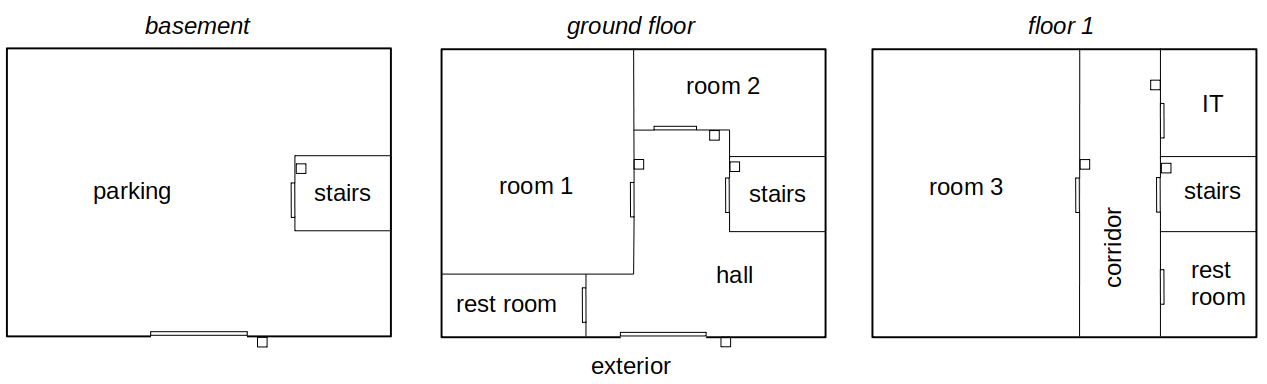 basement
parking
stairs
ground floor
room 2
room 1
stairs
hall
rest room
exterior
floor 1
IT
room 3
stairs
corridor
rest
room